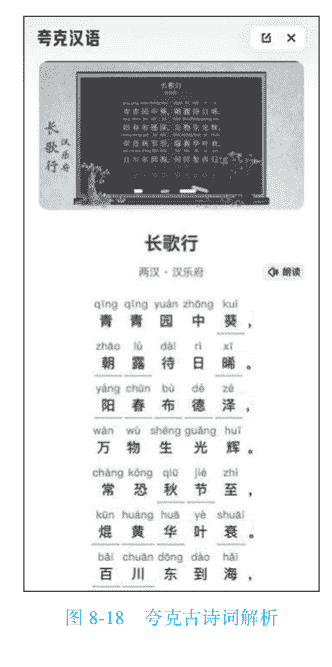 夸克汉语
长歌行
长歌行
汉乐府
长歌行
两汉·汉乐府
朗读
qīng qīng yuán zhōng kuí
青青园中葵，
zhāo lù dài rì xī
朝露待日晞。
yáng chūn bù dé zé
阳春布德泽，
wàn wù shēng guāng huī
万物生光辉。
cháng kǒng qiū jié zhì
常恐秋节至，
kūn huáng huā yè shuāi
焜黄华叶衰。
bǎi chuān dōng dào hǎi
百川东到海，
图 8-18 夸克古诗词解析